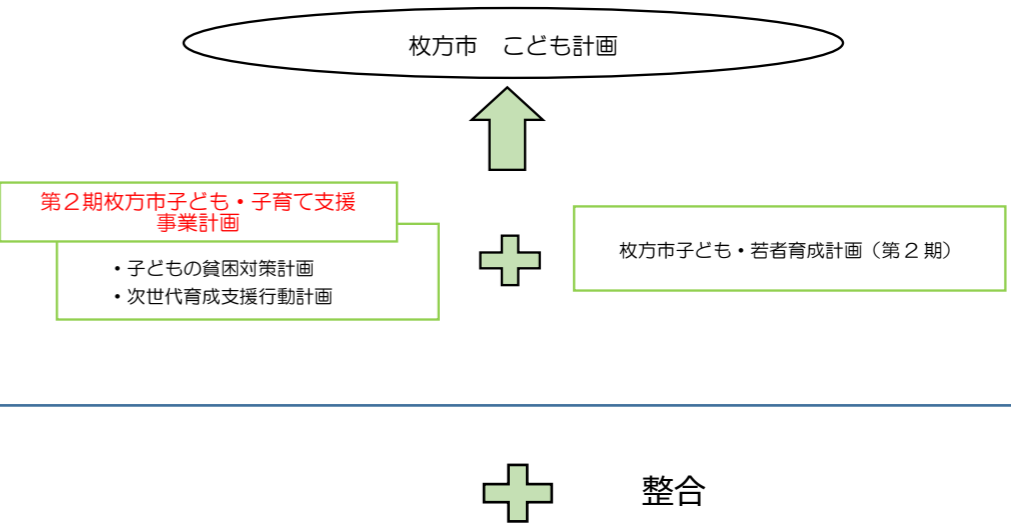 枚方市　こども計画
第２期枚方市子ども・子育て支援
事業計画
・子どもの貧困対策計画
・次世代育成支援行動計画
枚方市子ども・若者育成計画（第２期）
整合